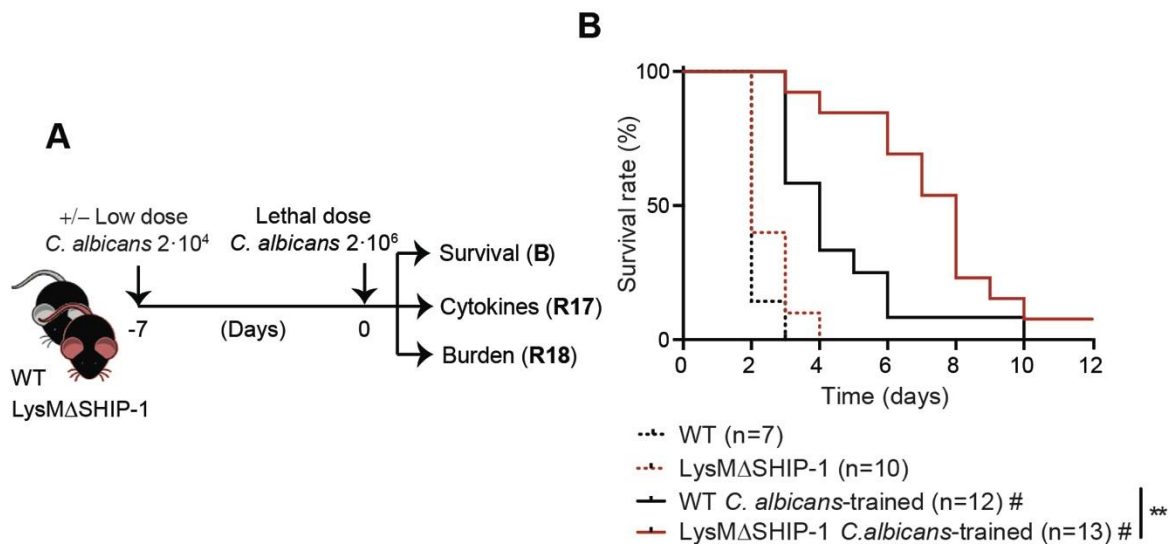 A
+/– Low dose
C. albicans 2·10⁴
Lethal dose
C. albicans 2·10⁶
Survival (B)
Cytokines (R17)
Burden (R18)
-7
(Days)
0
WT
LysMΔSHIP-1
B
Survival rate (%)
100
50
0
0 2 4 6 8 10 12
Time (days)
WT (n=7)
LysMΔSHIP-1 (n=10)
WT C. albicans-trained (n=12) #
LysMΔSHIP-1 C.albicans-trained (n=13) #
**